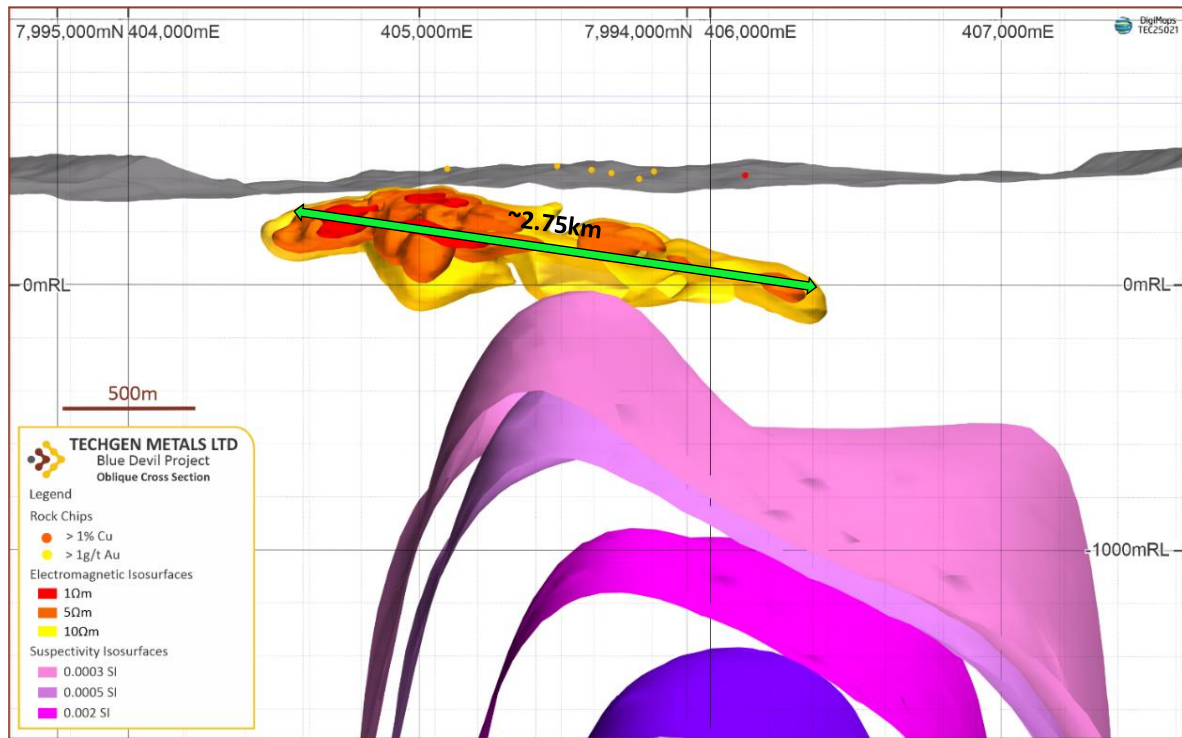 7,995,000mN 404,000mE 405,000mE 7,994,000mN 406,000mE 407,000mE
DigiMaps
TEC25021
~2.75km
0mRL 0mRL
500m
-1000mRL
TECHGEN METALS LTD
Blue Devil Project
Oblique Cross Section
Legend
Rock Chips
> 1% Cu
> 1g/t Au
Electromagnetic Isosurfaces
1Ωm
5Ωm
10Ωm
Suspectivity Isosurfaces
0.0003 SI
0.0005 SI
0.002 SI